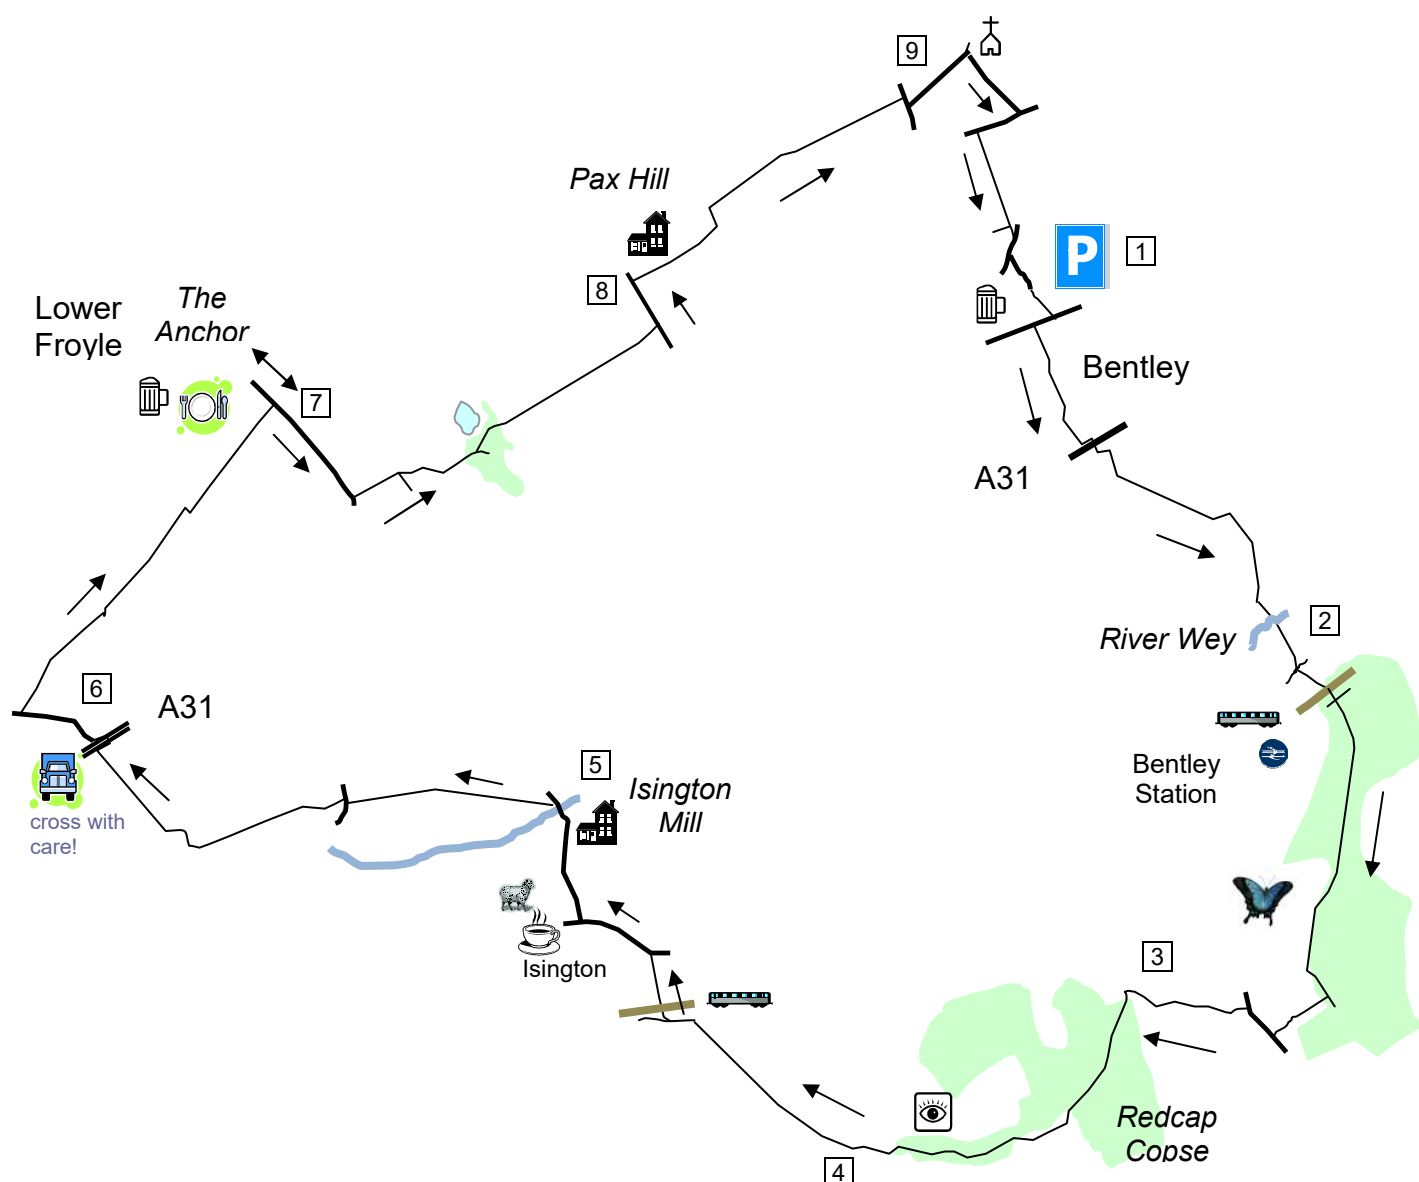 9
Pax Hill
P
1
8
Lower
Froyle
The
Anchor
7
Bentley
A31
2
River Wey
6
A31
Bentley
Station
5
Isington
Mill
cross with
care!
3
Isington
Redcap
Copse
4